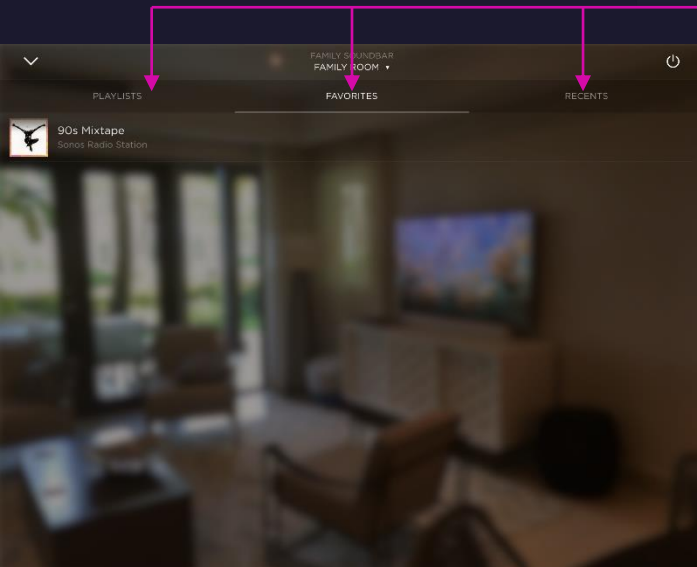 FAMILY SOUNDBAR
FAMILY ROOM
PLAYLISTS
FAVORITES
RECENTS
90s Mixtape
Sonos Radio Station